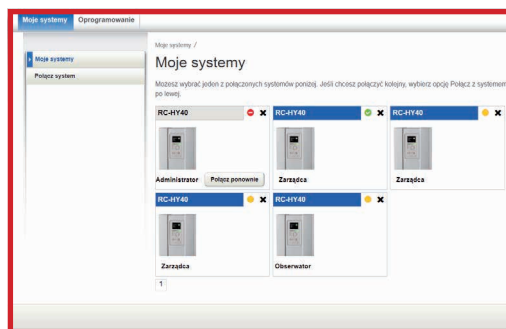 Moje systemy Oprogramowanie
Moje systemy
Połącz system
Moje systemy /
Moje systemy
Możesz wybrać jeden z połączonych systemów poniżej. Jeśli chcesz połączyć kolejny, wybierz opcję Połącz z systemem
po lewej.
RC-HY40 RC-HY40 RC-HY40
Administrator Połącz ponownie Zarządca Zarządca
RC-HY40 RC-HY40
Zarządca Obserwator
1